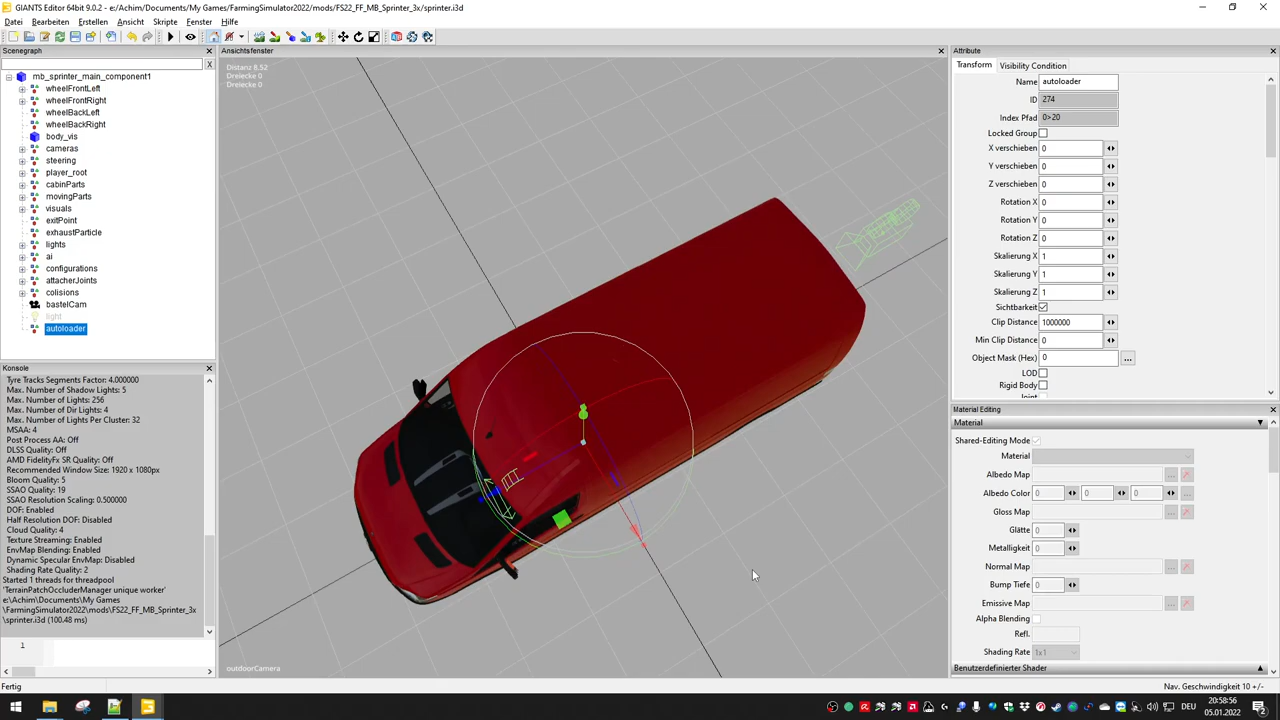 GIANTS Editor 64bit 9.0.2 - e:/Achim/Documents/My Games/FarmingSimulator2022/mods/FS22_FF_MB_Sprinter_3x/sprinter.i3d
Datei Bearbeiten Erstellen Ansicht Skripte Fenster Hilfe
Scenegraph
X
mb_sprinter_main_component1
wheelFrontLeft
wheelFrontRight
wheelBackLeft
wheelBackRight
body_vis
cameras
steering
player_root
cabinParts
movingParts
visuals
exitPoint
exhaustParticle
lights
ai
configurations
attacherJoints
colisions
bastelCam
light
autoloader
Konsole
Tyre Tracks Segments Factor: 4.000000
Max. Number of Shadow Lights: 5
Max. Number of Lights: 256
Max. Number of Dir Lights: 4
Max. Number of Lights Per Cluster: 32
MSAA: 4
Post Process AA: Off
DLSS Quality: Off
AMD FidelityFx SR Quality: Off
Recommended Window Size: 1920 x 1080px
Bloom Quality: 5
SSAO Quality: 19
SSAO Resolution Scaling: 0.500000
DOF: Enabled
Half Resolution DOF: Disabled
Cloud Quality: 4
Texture Streaming: Enabled
EnvMap Blending: Enabled
Dynamic Specular EnvMap: Disabled
Shading Rate Quality: 2
Started 1 threads for threadpool
'TerrainPatchOccluderManager unique worker'
e:/Achim/Documents/My Games
/FarmingSimulator2022/mods/FS22_FF_MB_Sprinter_3x
/sprinter.i3d (100.48 ms)
1
Fertig
Ansichtsfenster
Distanz 8.52
Dreiecke 0
Dreiecke 0
outdoorCamera
Attribute
Transform Visibility Condition
Name autoloader
ID 274
Index Pfad 0>20
Locked Group
X verschieben 0
Y verschieben 0
Z verschieben 0
Rotation X 0
Rotation Y 0
Rotation Z 0
Skalierung X 1
Skalierung Y 1
Skalierung Z 1
Sichtbarkeit
Clip Distance 1000000
Min Clip Distance 0
Object Mask (Hex) 0 ...
LOD
Rigid Body
Joint
Material Editing
Material
Shared-Editing Mode
Material
Albedo Map ...
Albedo Color 0 0 0 ...
Gloss Map ...
Glätte 0
Metalligkeit 0
Normal Map ...
Bump Tiefe 0
Emissive Map ...
Alpha Blending
Refl.
Shading Rate 1x1
Benutzerdefinierter Shader
Nav. Geschwindigkeit 10 +/-
DEU
20:58:56
05.01.2022